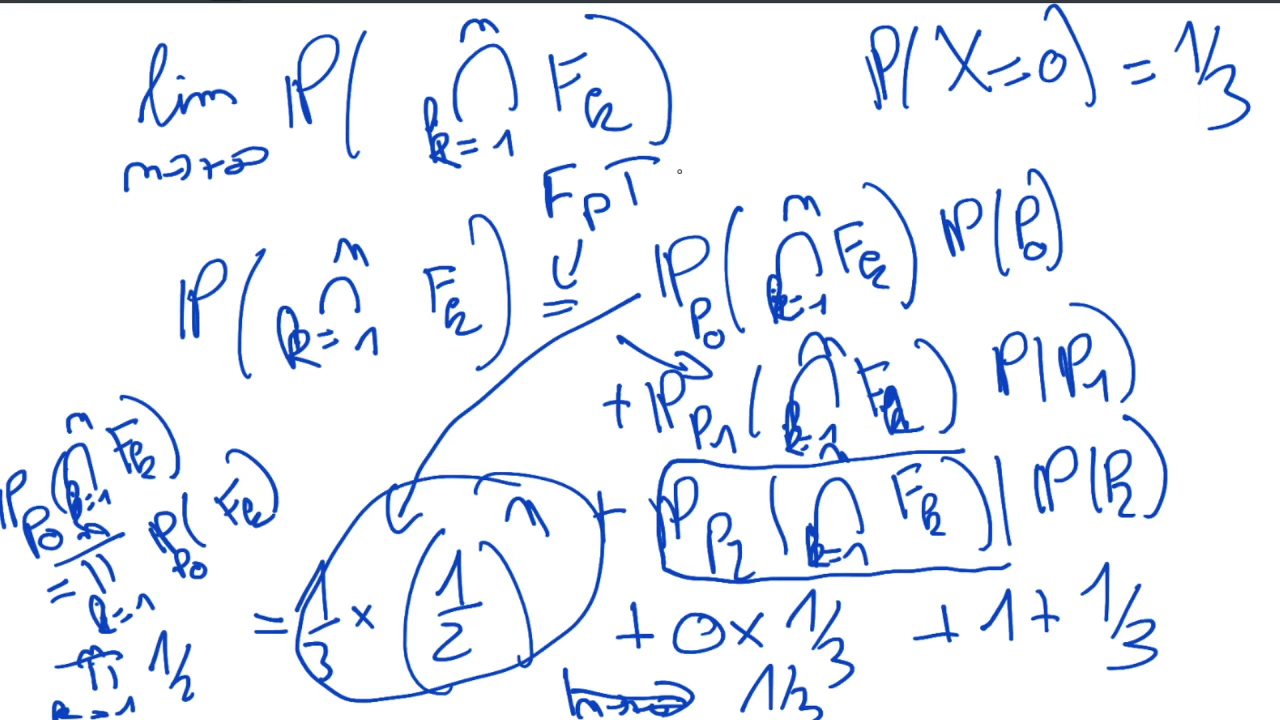 lim P( ∩ F_k ) n→+∞ k=1 n
P(X=0) = 1/3
FPT
P( ∩ F_k ) = P_{P_0}( ∩ F_k ) P(P_0) k=1 n
+ P_{P_1}( ∩ F_k ) P(P_1) k=1 n
+ P_{P_2}( ∩ F_k ) P(P_2) k=1 n
= 1/3 × (1/2)^n + 0 × 1/3 + 1 + 1/3
n→+∞ 1/3
P_{P_0}( ∩ F_k ) k=1 n
= ∏ P_{P_0}( F_k ) k=1 n
∏ 1/2 k=1 n